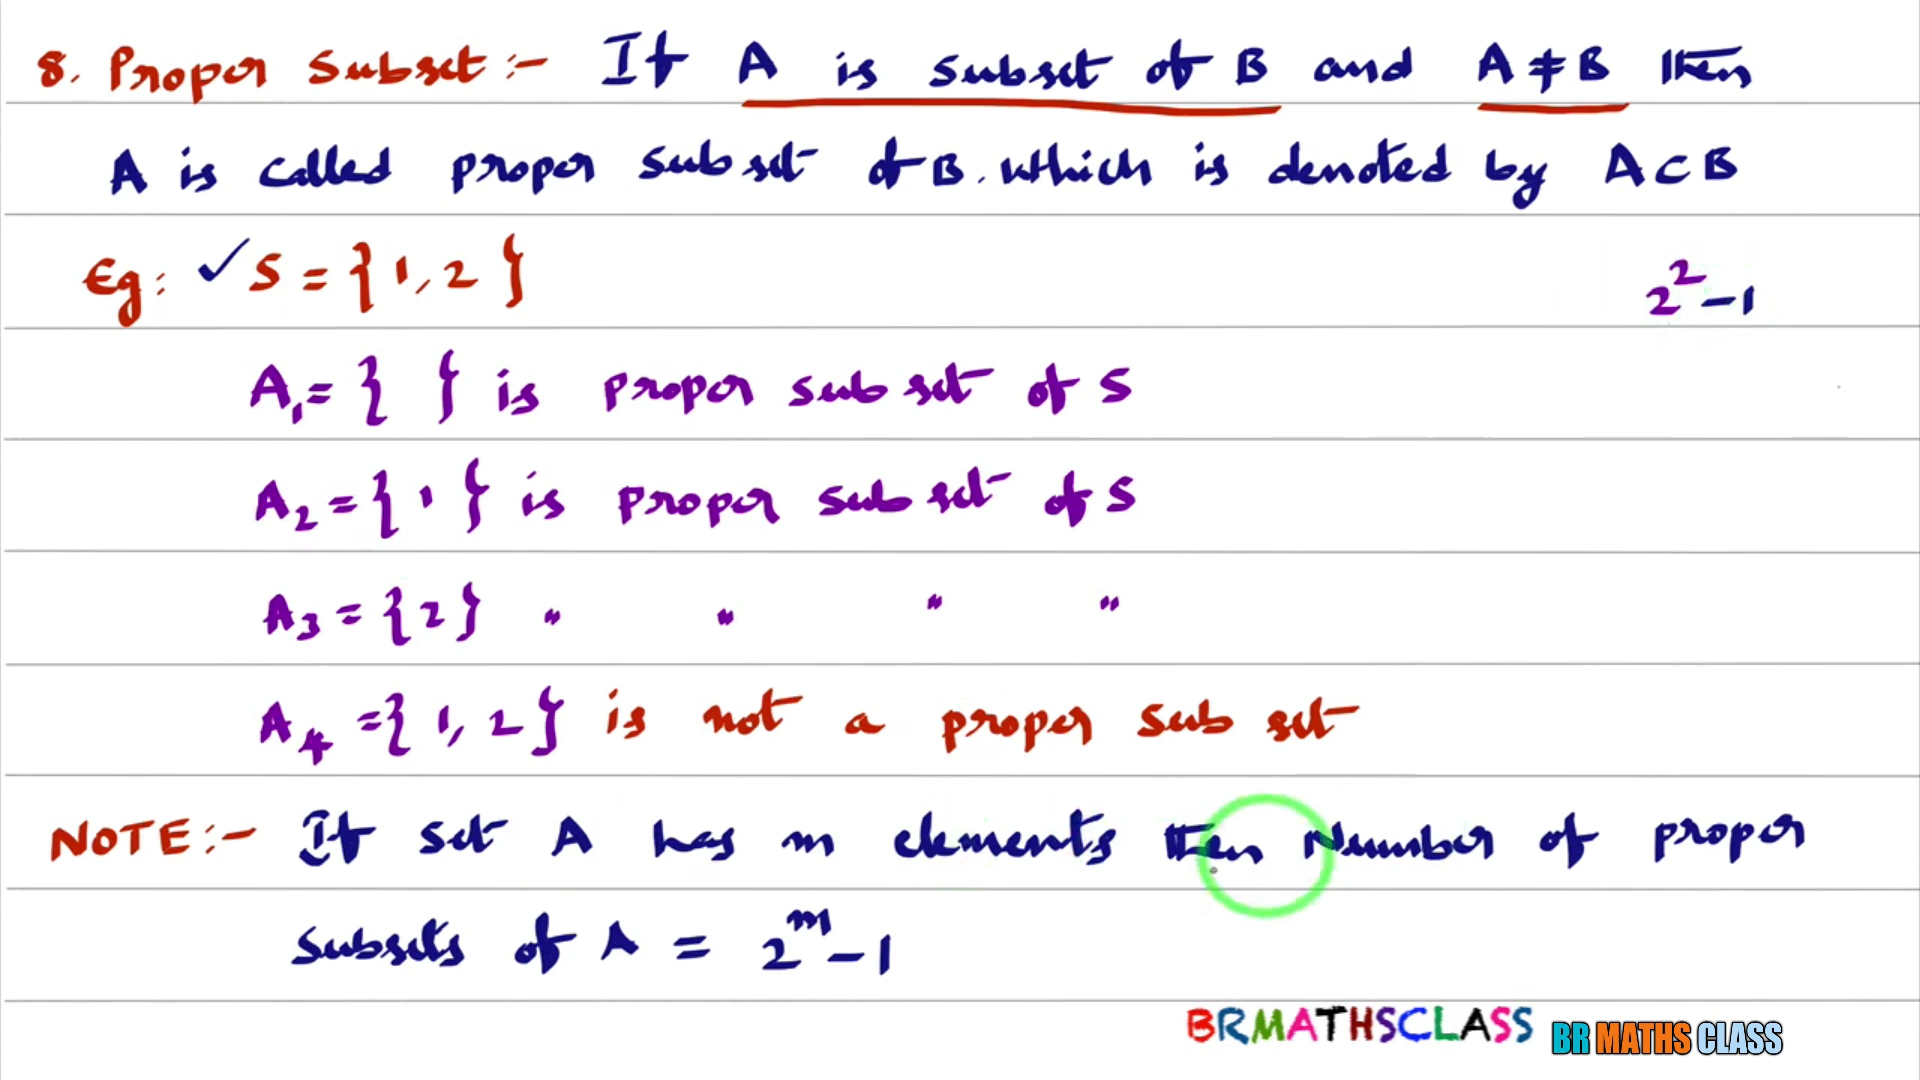 8. Proper Subset :- If A is subset of B and A ≠ B then
A is called proper subset of B. which is denoted by A ⊂ B
Eg: ✓ S = { 1, 2 }
2² - 1
A₁ = { } is proper subset of S
A₂ = { 1 } is proper subset of S
A₃ = { 2 } " " " "
A₄ = { 1, 2 } is not a proper sub set
NOTE :- If set A has m elements then Number of proper
subsets of A = 2ᵐ - 1
BRMATHSCLASS
BR MATHS CLASS